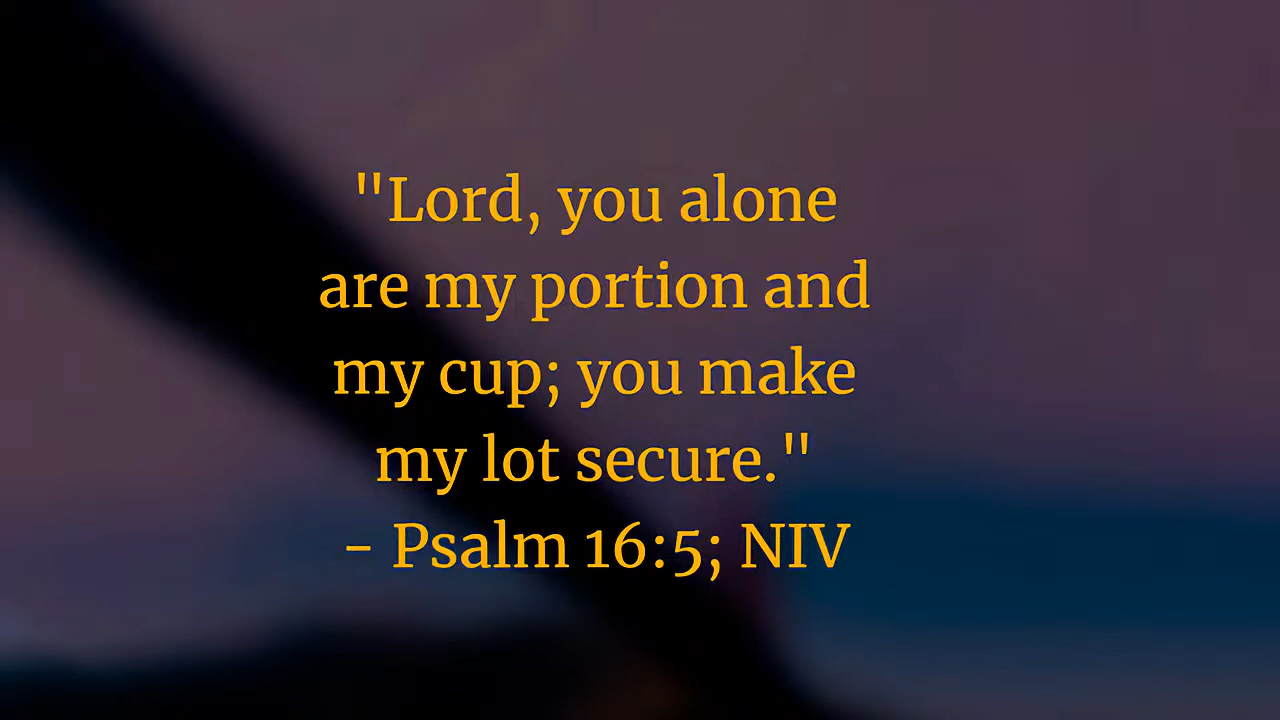 "Lord, you alone
are my portion and
my cup; you make
my lot secure."
- Psalm 16:5; NIV